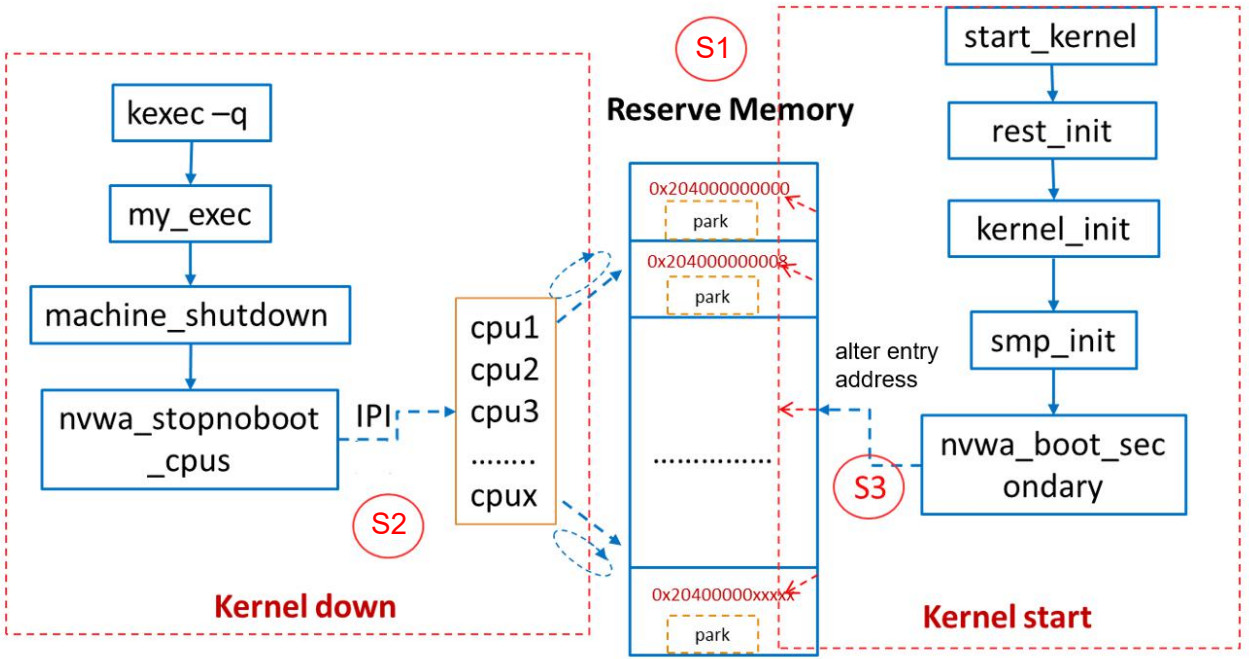 S1
Reserve Memory
kexec –q
my_exec
machine_shutdown
nvwa_stopnoboot
_cpus
IPI
S2
cpu1
cpu2
cpu3
........
cpux
Kernel down
0x204000000000
park
0x204000000008
park
...............
0x20400000xxxxx
park
start_kernel
rest_init
kernel_init
smp_init
alter entry
address
nvwa_boot_sec
ondary
S3
Kernel start